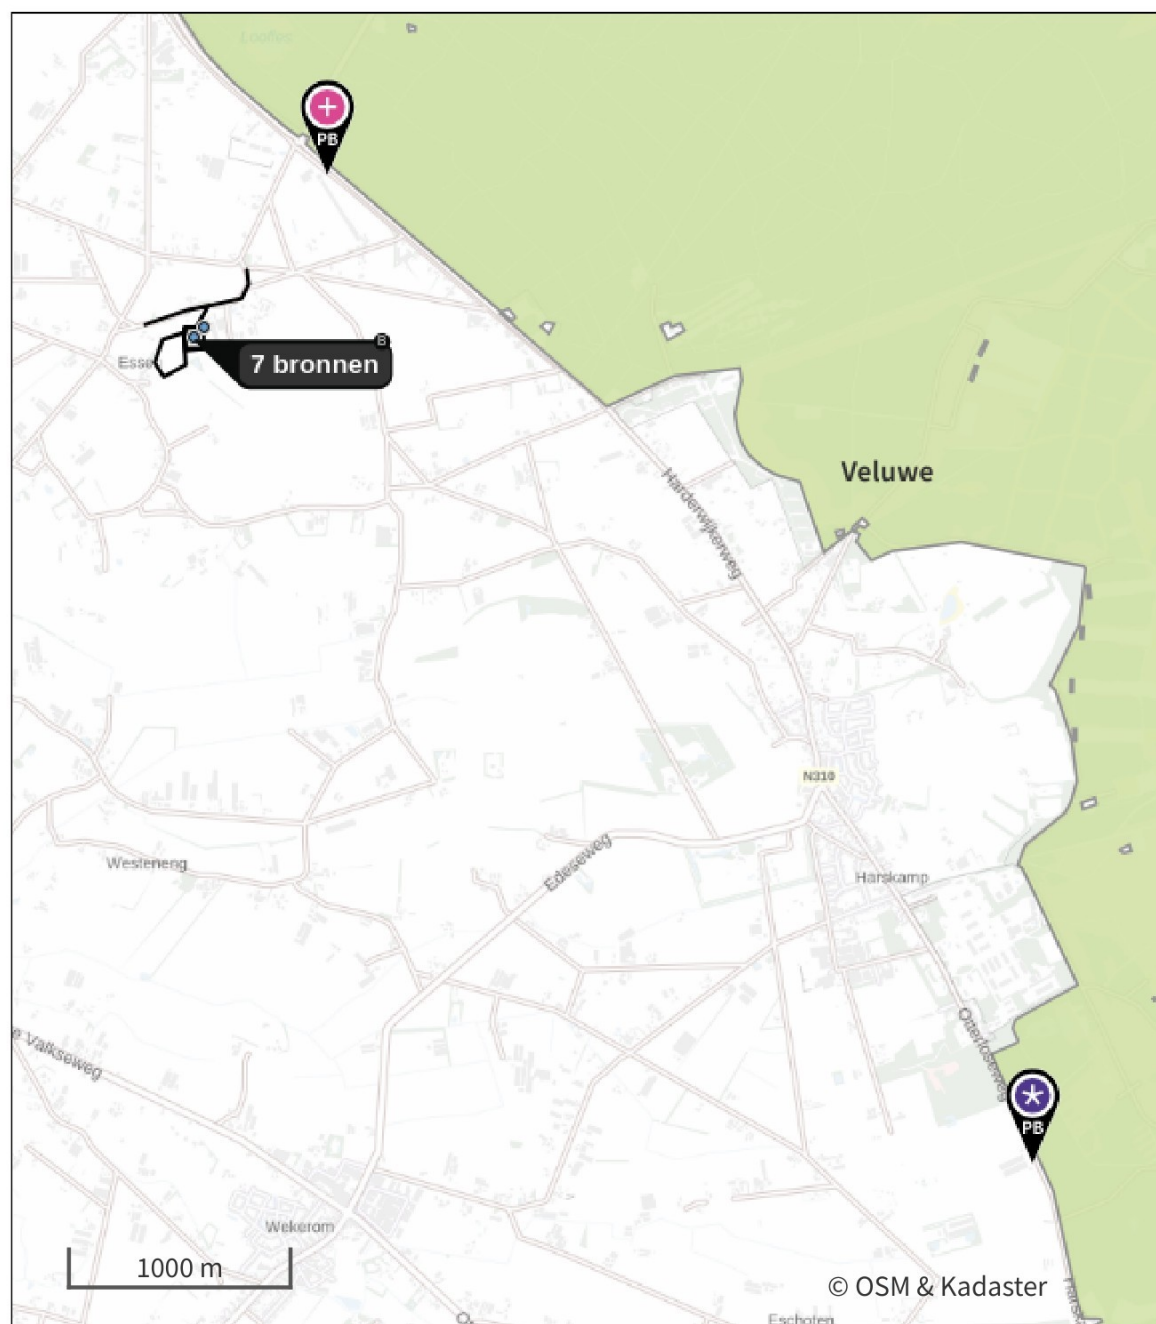 PB
B
7 bronnen
Veluwe
Harderwijkerweg
N310
Edeseweg
Westeneng
Harskamp
Otterloseweg
e Valkseweg
PB
Wekerom
1000 m
© OSM & Kadaster